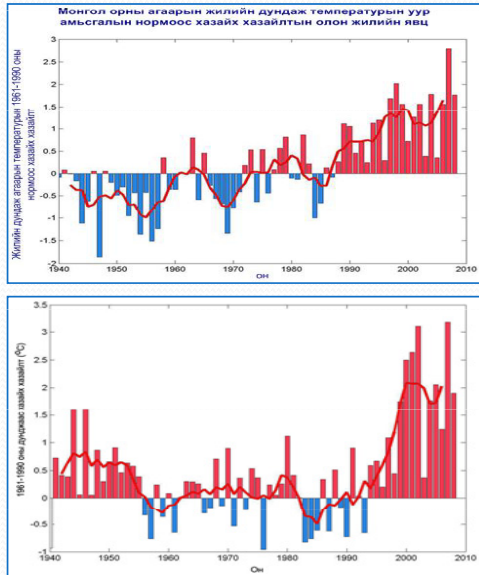 Монгол орны агаарын жилийн дундаж температурын уур
амьсгалын нормоос хазайх хазайлтын олон жилийн явц
Жилийн дундаж агаарын температурын 1961-1990 оны
нормоос хазайх хазайлт
3
2.5
2
1.5
1
0.5
0
-0.5
-1
-1.5
-2
1940 1950 1960 1970 1980 1990 2000 2010
он
1961-1990 оны дунджаас хазайх хазайлт (⁰C)
3.5
3
2.5
2
1.5
1
0.5
0
-0.5
-1
1940 1950 1960 1970 1980 1990 2000 2010
Он